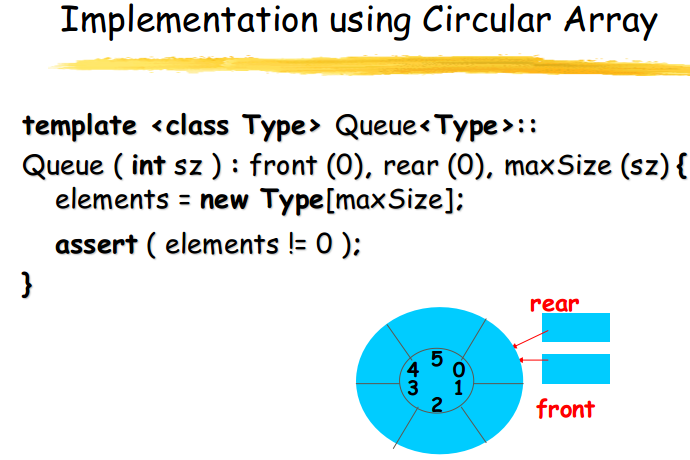 Implementation using Circular Array
template <class Type> Queue<Type>::
Queue ( int sz ) : front (0), rear (0), maxSize (sz) {
elements = new Type[maxSize];
assert ( elements != 0 );
}
rear
5
4 0
3 1
2
front